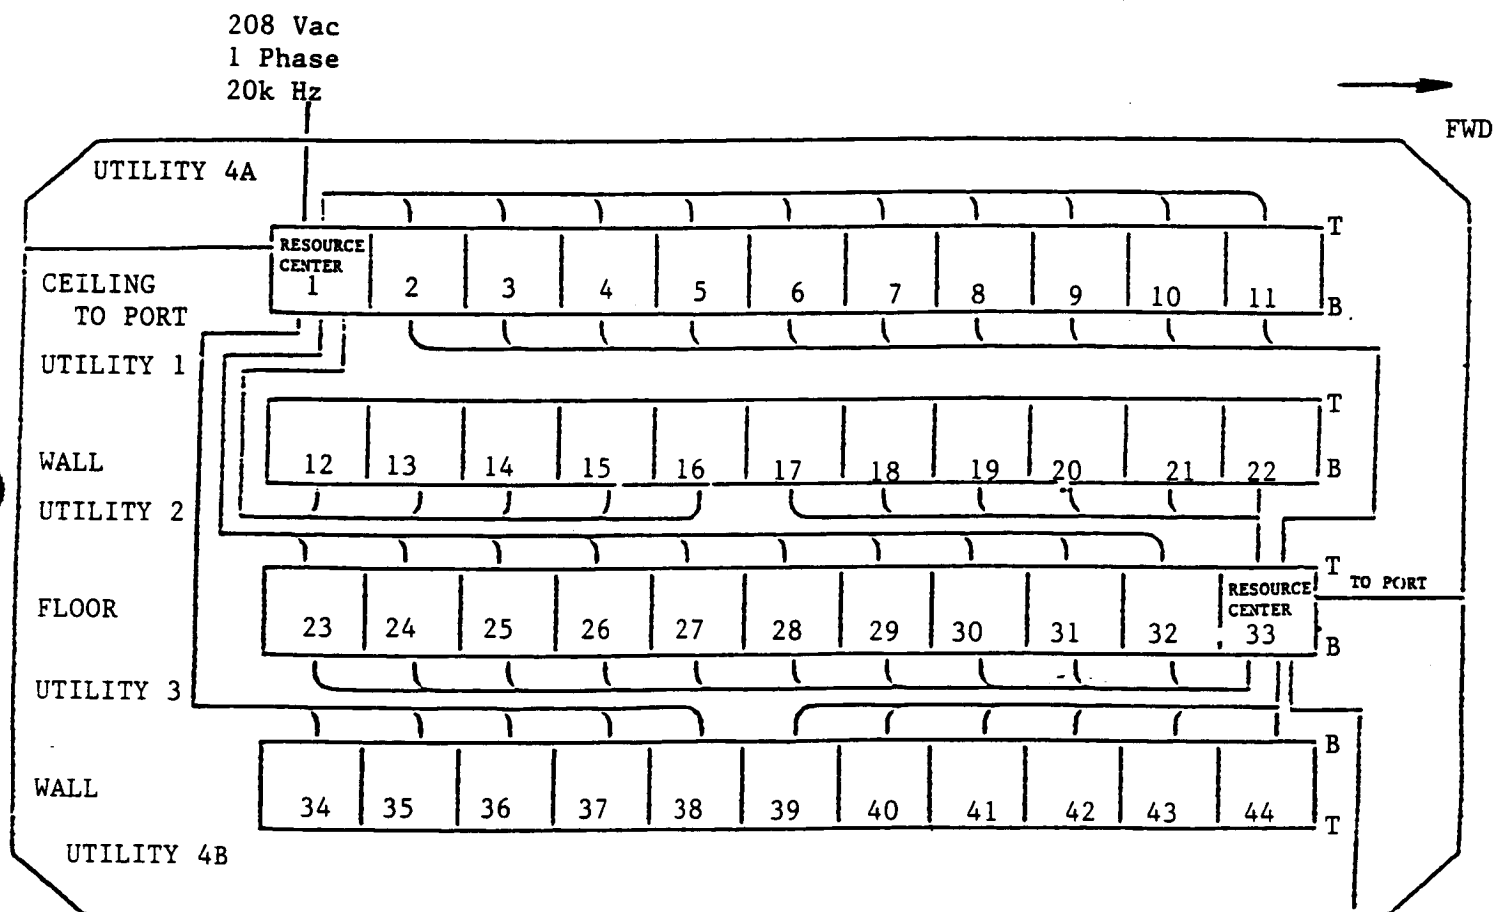 208 Vac
1 Phase
20k Hz
FWD
UTILITY 4A
T
RESOURCE
CENTER
1 2 3 4 5 6 7 8 9 10 11
B
CEILING
TO PORT
UTILITY 1
T
WALL
12 13 14 15 16 17 18 19 20 21 22
B
UTILITY 2
T
RESOURCE
CENTER
TO PORT
FLOOR
23 24 25 26 27 28 29 30 31 32 33
B
UTILITY 3
B
WALL
34 35 36 37 38 39 40 41 42 43 44
T
UTILITY 4B